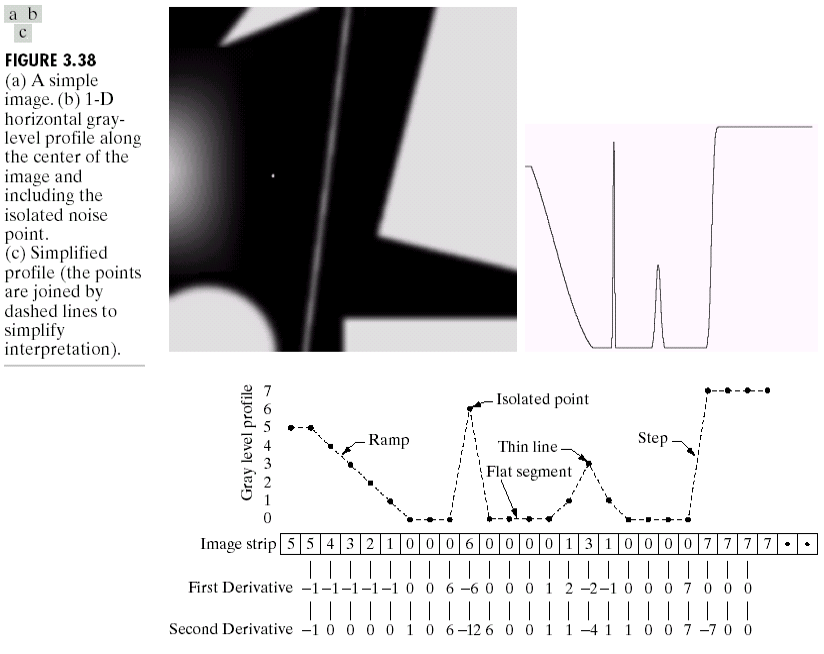 a b
c
FIGURE 3.38
(a) A simple
image. (b) 1-D
horizontal gray-
level profile along
the center of the
image and
including the
isolated noise
point.
(c) Simplified
profile (the points
are joined by
dashed lines to
simplify
interpretation).
Gray level profile
7
6
5
4
3
2
1
0
Isolated point
Ramp
Thin line
Step
Flat segment
Image strip 5 5 4 3 2 1 0 0 0 6 0 0 0 0 1 3 1 0 0 0 0 7 7 7 7 • •
First Derivative −1 −1 −1 −1 −1 0 0 6 −6 0 0 0 1 2 −2 −1 0 0 0 7 0 0 0
Second Derivative −1 0 0 0 0 1 0 6 −12 6 0 0 1 1 −4 1 1 0 0 7 −7 0 0